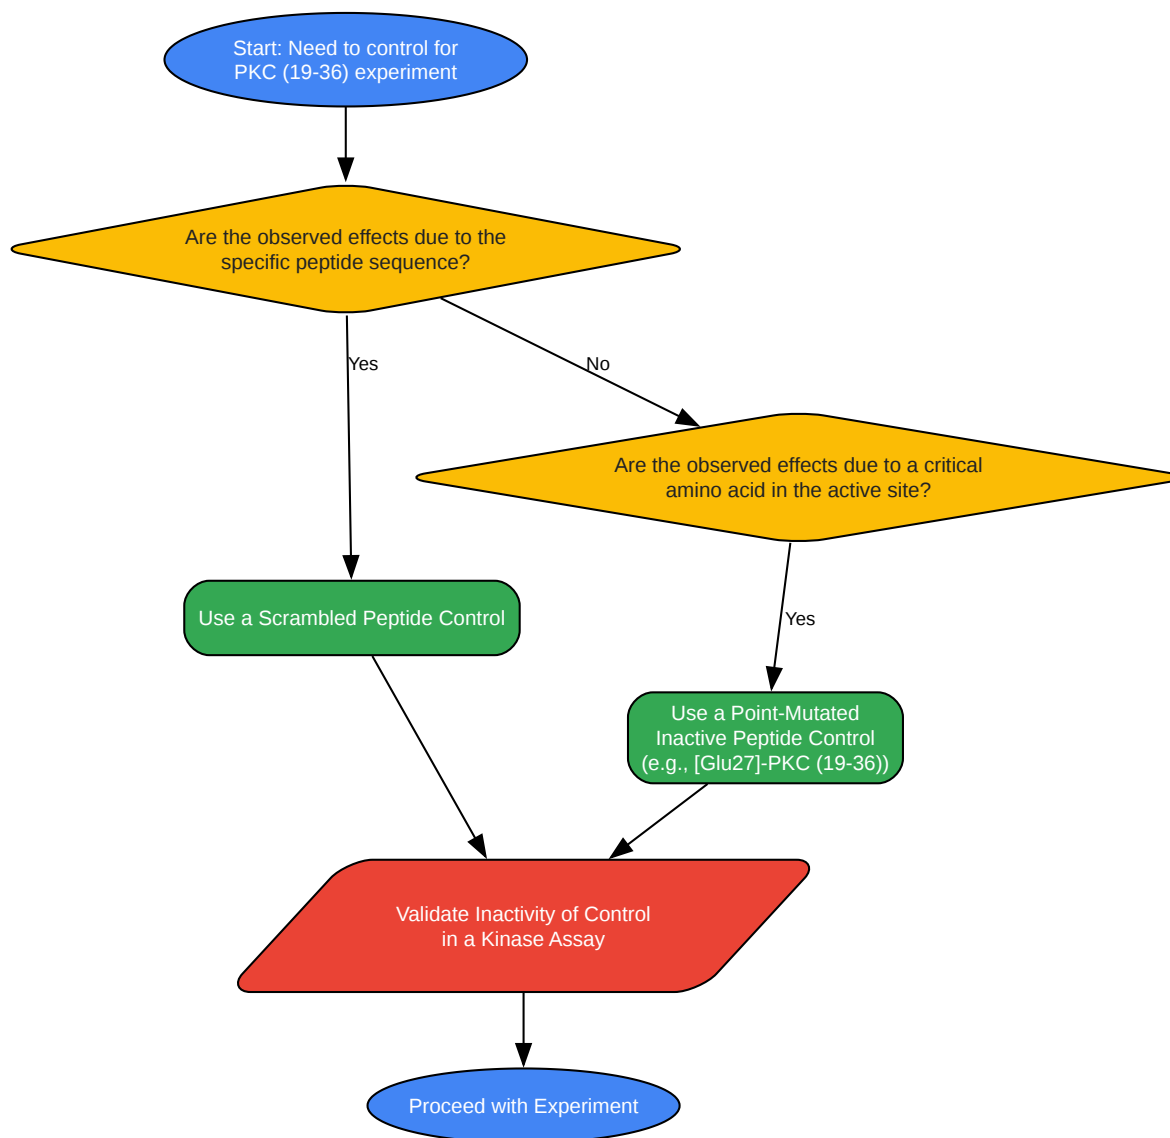 Start: Need to control for
PKC (19-36) experiment
Are the observed effects due to the
specific peptide sequence?
Yes
No
Are the observed effects due to a critical
amino acid in the active site?
Use a Scrambled Peptide Control
Yes
Use a Point-Mutated
Inactive Peptide Control
(e.g., [Glu27]-PKC (19-36))
Validate Inactivity of Control
in a Kinase Assay
Proceed with Experiment